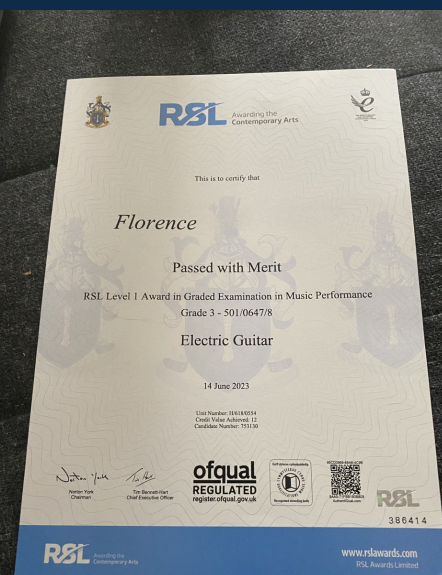 RSL
Awarding the
Contemporary Arts
This is to certify that
Florence
Passed with Merit
RSL Level 1 Award in Graded Examination in Music Performance
Grade 3 - 501/0647/8
Electric Guitar
14 June 2023
Unit Number: H/618/0554
Credit Value Achieved: 12
Candidate Number: 753130
Norton York
Chairman
Tim Bennett-Hart
Chief Executive Officer
ofqual
REGULATED
register.ofqual.gov.uk
RSL
386414
RSL
Awarding the
Contemporary Arts
www.rslawards.com
RSL Awards Limited